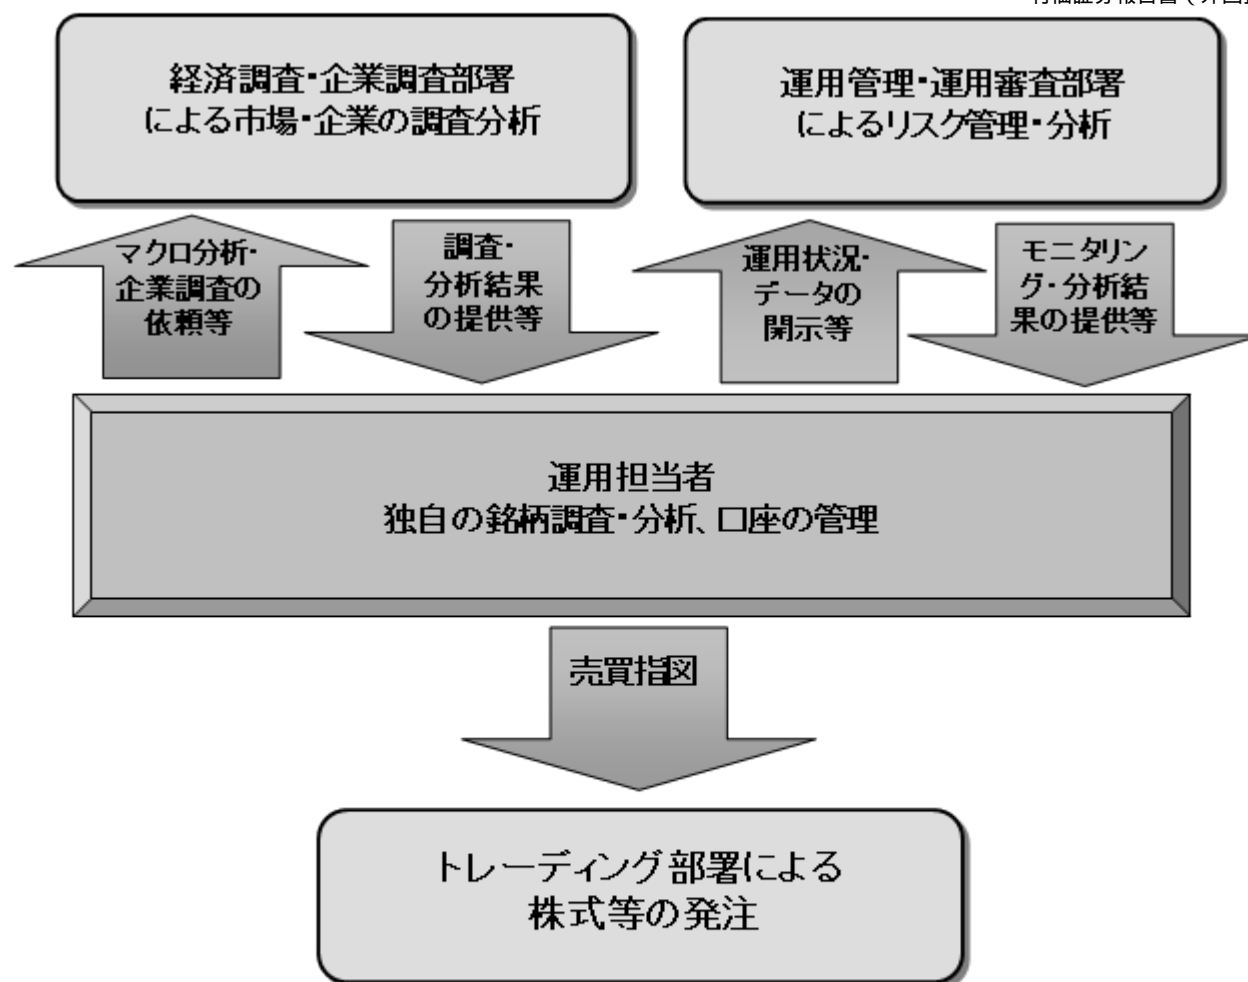 経済調査・企業調査部署
による市場・企業の調査分析
運用管理・運用審査部署
によるリスク管理・分析
マクロ分析・
企業調査の
依頼等
調査・
分析結果
の提供等
運用状況・
データの
開示等
モニタリン
グ・分析結
果の提供等
運用担当者
独自の銘柄調査・分析、口座の管理
売買指図
トレーディング部署による
株式等の発注